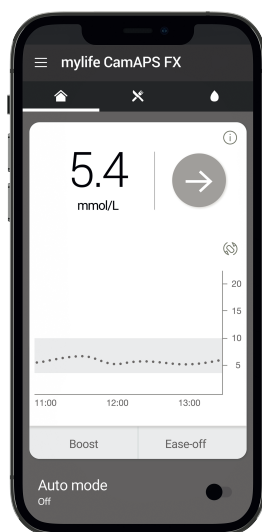 mylife CamAPS FX
5.4
mmol/L
20
15
10
5
11:00 12:00 13:00
Boost Ease-off
Auto mode
Off